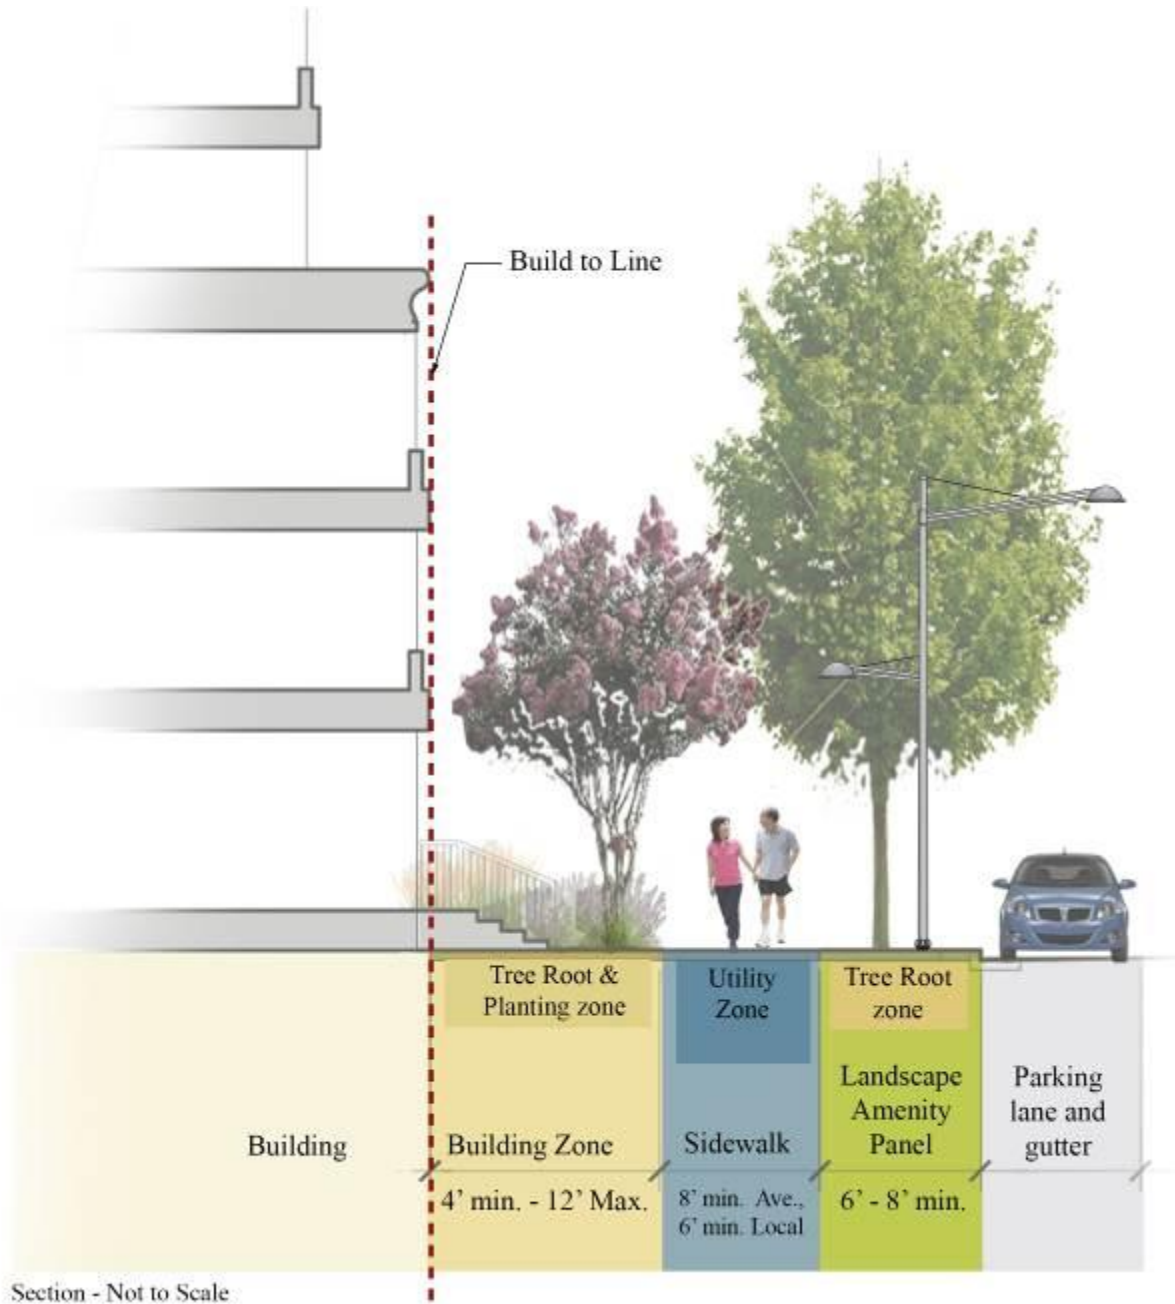 Build to Line
Tree Root &
Planting zone
Utility
Zone
Tree Root
zone
Building
Building Zone
Sidewalk
Landscape
Amenity
Panel
Parking
lane and
gutter
4' min. - 12' Max.
8' min. Ave.,
6' min. Local
6' - 8' min.
Section - Not to Scale